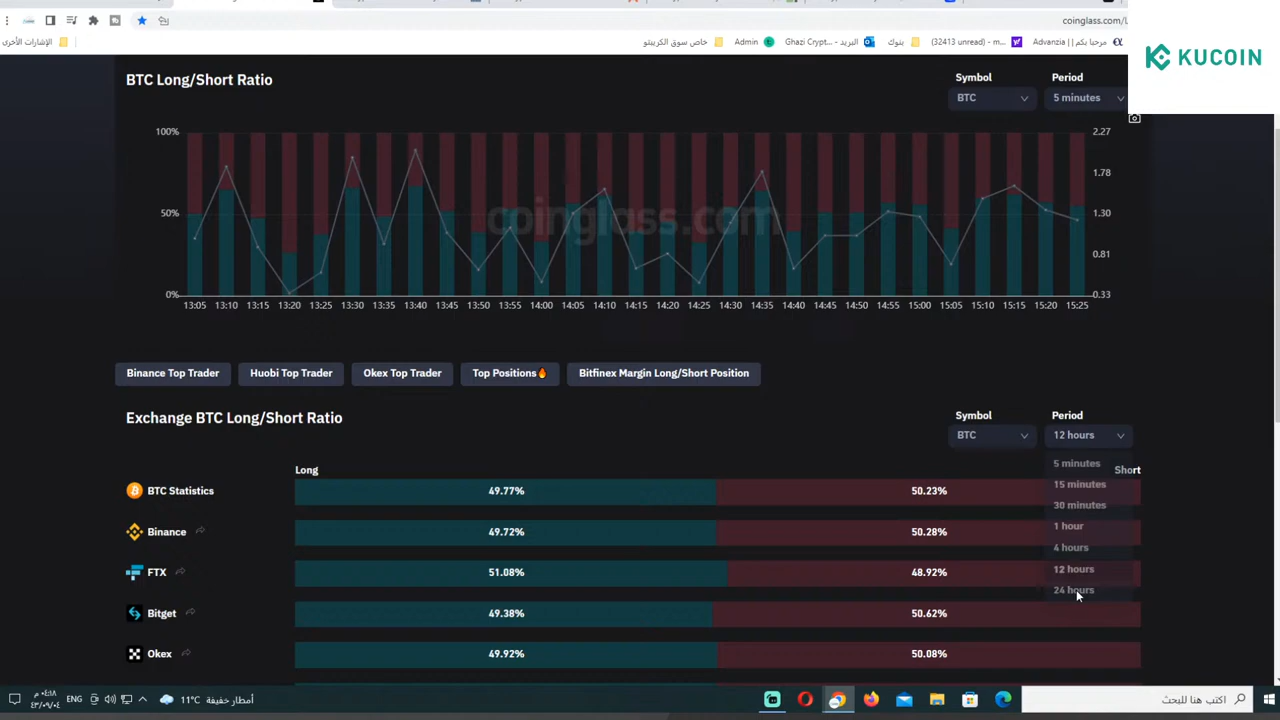 coinglass.com/L
الإشارات الأخرى
خاص سوق الكريبتو
Admin
Ghazi Crypt...
البريد -
بنوك
(32413 unread) - m...
مرحبا بكم || Advanzia
KUCOIN
BTC Long/Short Ratio
Symbol
Period
BTC
5 minutes
100%
50%
0%
2.27
1.78
1.30
0.81
0.33
coinglass.com
13:05 13:10 13:15 13:20 13:25 13:30 13:35 13:40 13:45 13:50 13:55 14:00 14:05 14:10 14:15 14:20 14:25 14:30 14:35 14:40 14:45 14:50 14:55 15:00 15:05 15:10 15:15 15:20 15:25
Binance Top Trader
Huobi Top Trader
Okex Top Trader
Top Positions🔥
Bitfinex Margin Long/Short Position
Exchange BTC Long/Short Ratio
Symbol
Period
BTC
12 hours
5 minutes
15 minutes
30 minutes
1 hour
4 hours
12 hours
24 hours
Long
Short
BTC Statistics 49.77% 50.23%
Binance 49.72% 50.28%
FTX 51.08% 48.92%
Bitget 49.38% 50.62%
Okex 49.92% 50.08%
٠٤:١٨ م
٤٣/٠٩/٠٤
ENG
11°C أمطار خفيفة
اكتب هنا للبحث